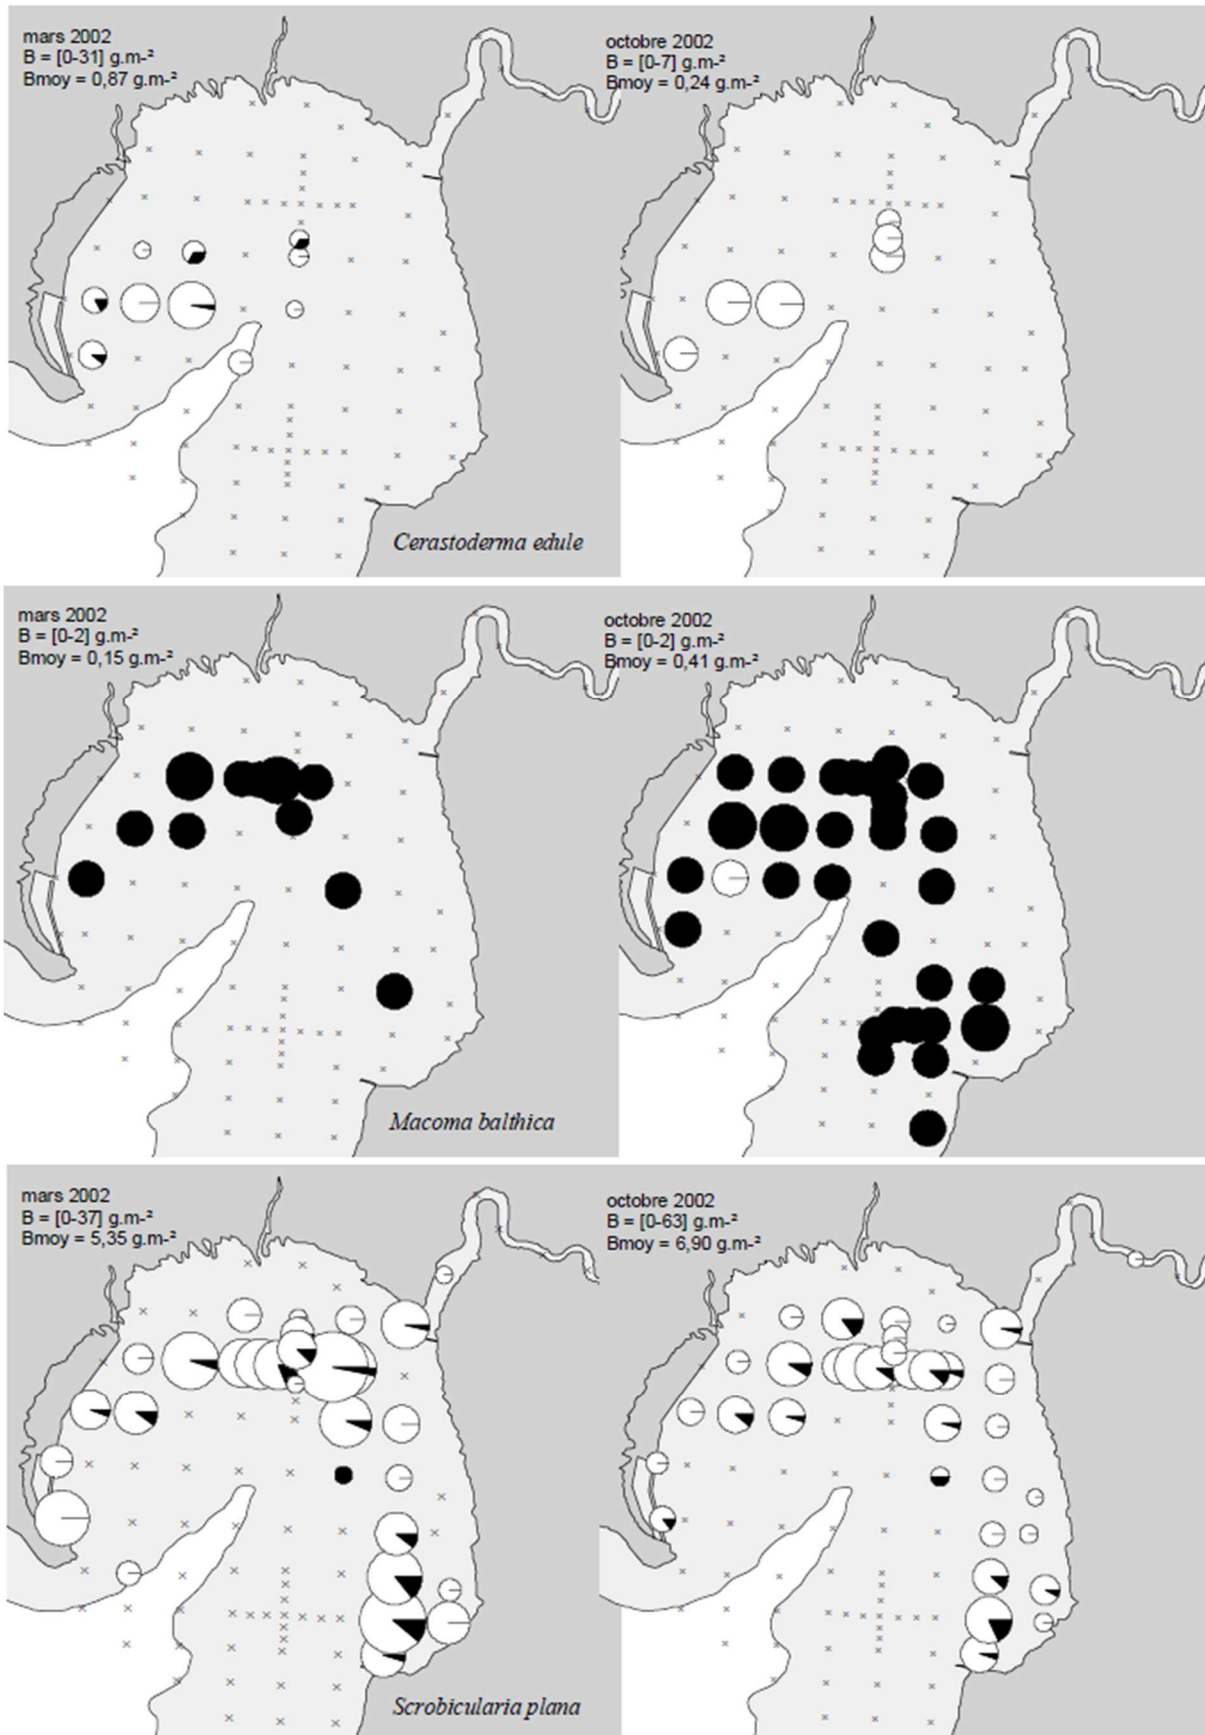 mars 2002
B = [0-31] g.m-²
Bmoy = 0,87 g.m-²
octobre 2002
B = [0-7] g.m-²
Bmoy = 0,24 g.m-²
Cerastoderma edule
mars 2002
B = [0-2] g.m-²
Bmoy = 0,15 g.m-²
octobre 2002
B = [0-2] g.m-²
Bmoy = 0,41 g.m-²
Macoma balthica
mars 2002
B = [0-37] g.m-²
Bmoy = 5,35 g.m-²
octobre 2002
B = [0-63] g.m-²
Bmoy = 6,90 g.m-²
Scrobicularia plana